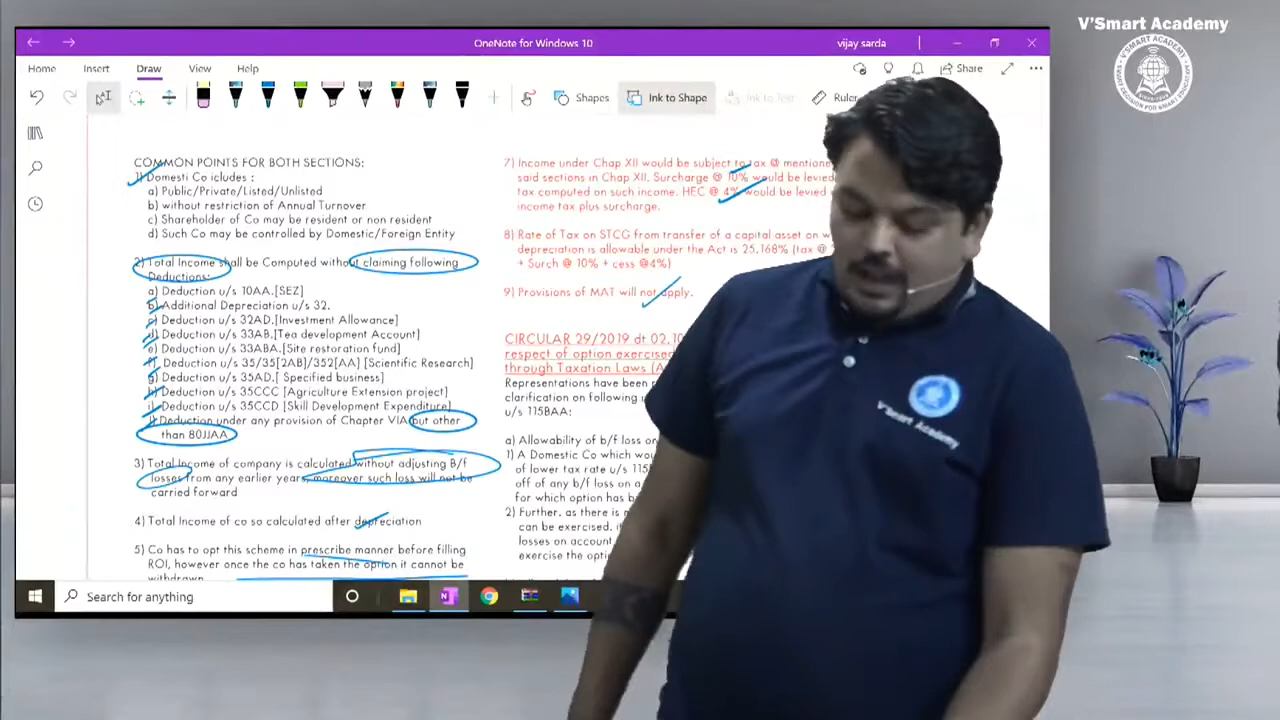 V'Smart Academy
OneNote for Windows 10
vijay sarda
Home Insert Draw View Help
Share
Shapes
Ink to Shape
Ink to Text
Ruler
COMMON POINTS FOR BOTH SECTIONS:
1) Domesti Co icludes :
a) Public/Private/Listed/Unlisted
b) without restriction of Annual Turnover
c) Shareholder of Co may be resident or non resident
d) Such Co may be controlled by Domestic/Foreign Entity
2) Total Income shall be Computed without claiming following
Deductions:
a) Deduction u/s 10AA.[SEZ]
b) Additional Depreciation u/s 32.
c) Deduction u/s 32AD.[Investment Allowance]
d) Deduction u/s 33AB.[Tea development Account]
e) Deduction u/s 33ABA.[Site restoration fund]
f) Deduction u/s 35/35[2AB]/352[AA] [Scientific Research]
g) Deduction u/s 35AD.[ Specified business]
h) Deduction u/s 35CCC [Agriculture Extension project]
i) Deduction u/s 35CCD [Skill Development Expenditure]
j) Deduction under any provision of Chapter VIA but other
than 80JJAA
3) Total Income of company is calculated without adjusting B/f
losses from any earlier years, moreover such loss will not be
carried forward
4) Total Income of co so calculated after depreciation
5) Co has to opt this scheme in prescribe manner before filling
ROI, however once the co has taken the option it cannot be
withdrawn
7) Income under Chap XII would be subject to tax @ mentione
said sections in Chap XII. Surcharge @ 10% would be levied
tax computed on such income. HEC @ 4% would be levied
income tax plus surcharge.
8) Rate of Tax on STCG from transfer of a capital asset on w
depreciation is allowable under the Act is 25.168% (tax @
+ Surch @ 10% + cess @4%)
9) Provisions of MAT will not apply.
CIRCULAR 29/2019 dt 02.10
respect of option exercised
through Taxation Laws (A
Representations have been r
clarification on following
u/s 115BAA:
a) Allowability of b/f loss on
1) A Domestic Co which wou
of lower tax rate u/s 115
off of any b/f loss on a
for which option has b
2) Further, as there is
can be exercised, i
losses on account
exercise the opti
Search for anything
V'Smart Academy